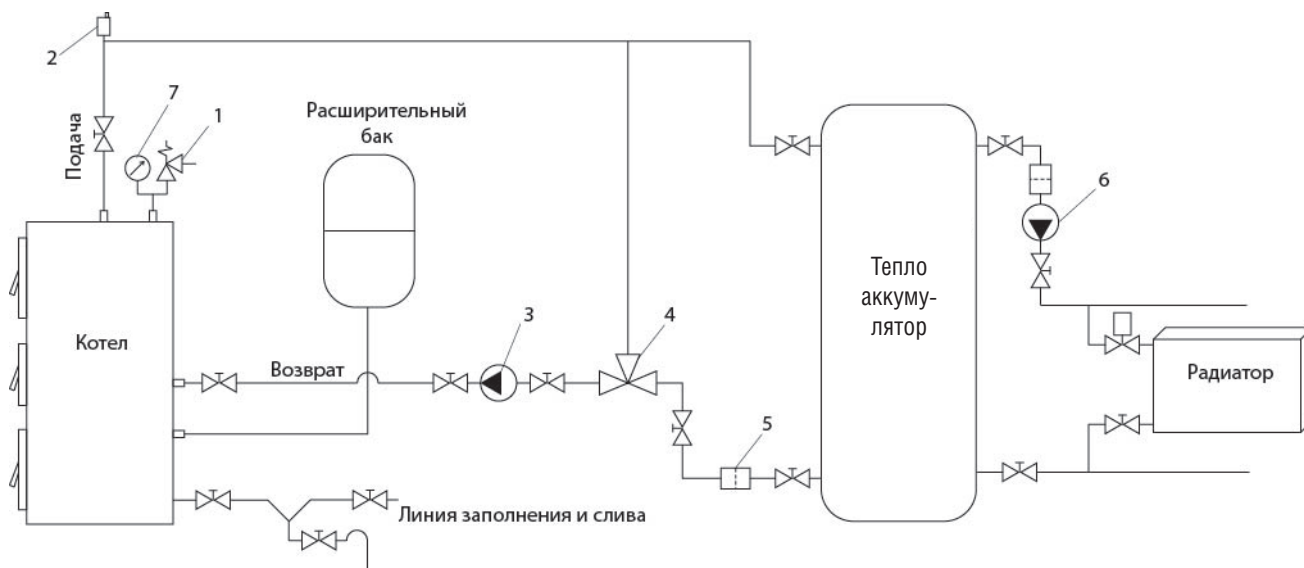 2
7
1
Подача
Расширительный
бак
6
Тепло
аккуму-
лятор
Котел
3
4
Возврат
Радиатор
5
Линия заполнения и слива